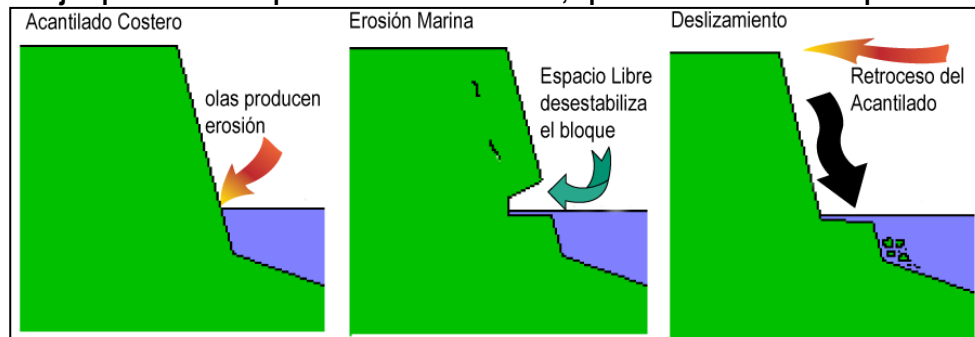 Acantilado Costero
olas producen
erosión
Erosión Marina
Espacio Libre
desestabiliza
el bloque
Deslizamiento
Retroceso del
Acantilado